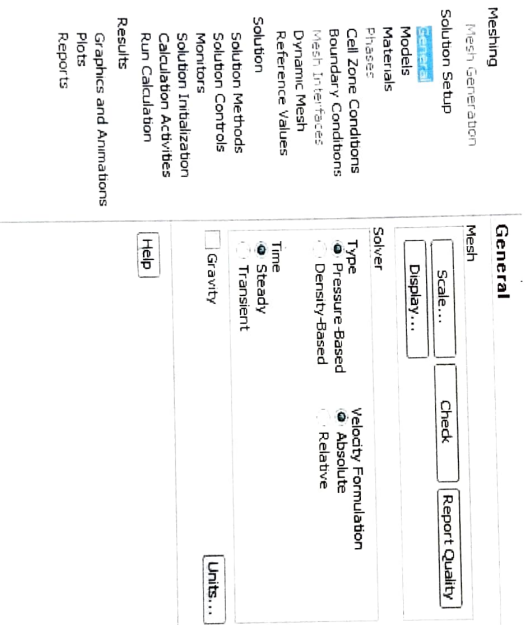 Meshing
Mesh Generation
Solution Setup
General
Models
Materials
Phases
Cell Zone Conditions
Boundary Conditions
Mesh Interfaces
Dynamic Mesh
Reference Values
Solution
Solution Methods
Solution Controls
Monitors
Solution Initialization
Calculation Activities
Run Calculation
Results
Graphics and Animations
Plots
Reports
General
Mesh
Scale... Check Report Quality
Display...
Solver
Type Velocity Formulation
Pressure-Based Absolute
Density-Based Relative
Time
Steady
Transient
Gravity Units...
Help